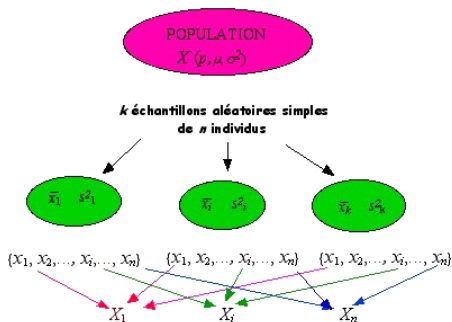 POPULATION
X (p, μ, σ²)
k échantillons aléatoires simples
de n individus
x̄₁ s²₁
x̄ᵢ s²ᵢ
x̄ₖ s²ₖ
{x₁, x₂,..., xᵢ,..., xₙ}
{x₁, x₂,..., xᵢ,..., xₙ}
{x₁, x₂,..., xᵢ,..., xₙ}
X₁
Xᵢ
Xₙ